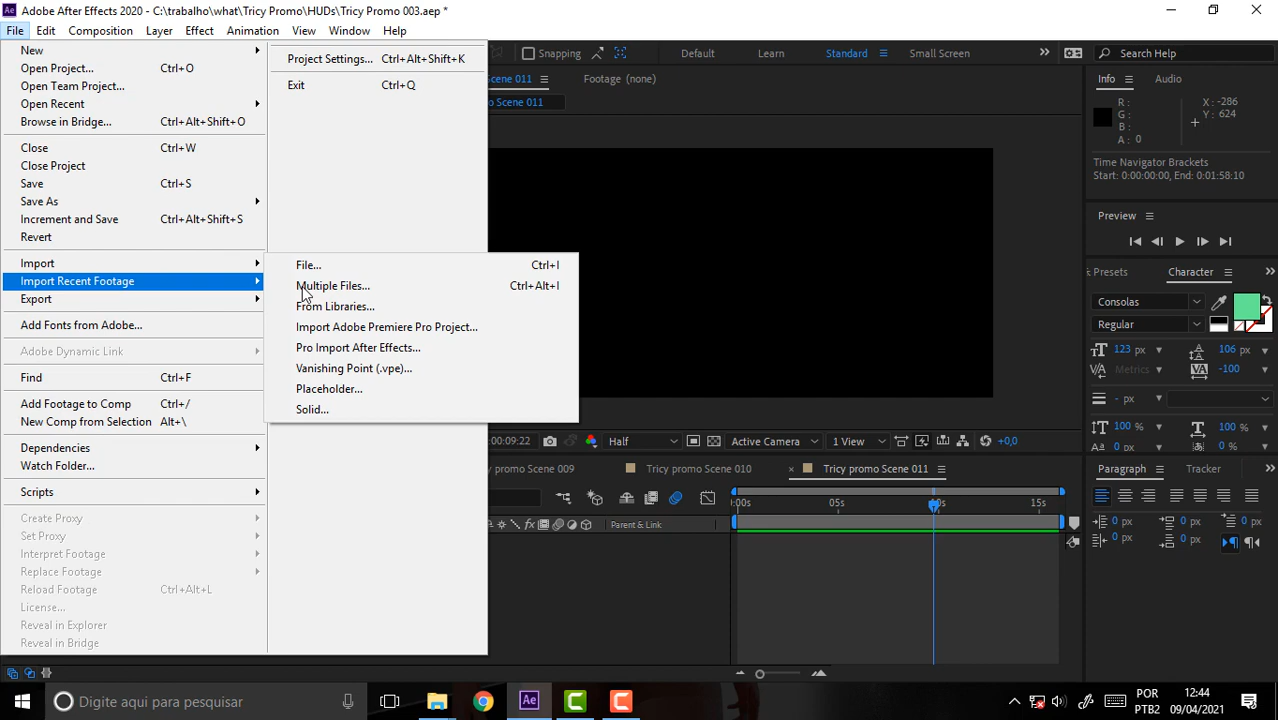 Adobe After Effects 2020 - C:\trabalho\what\Tricy Promo\HUDs\Tricy Promo 003.aep *
File Edit Composition Layer Effect Animation View Window Help
New
Open Project... Ctrl+O
Open Team Project...
Open Recent
Browse in Bridge... Ctrl+Alt+Shift+O
Close Ctrl+W
Close Project
Save Ctrl+S
Save As
Increment and Save Ctrl+Alt+Shift+S
Revert
Import
Import Recent Footage
Export
Add Fonts from Adobe...
Adobe Dynamic Link
Find Ctrl+F
Add Footage to Comp Ctrl+/
New Comp from Selection Alt+\
Dependencies
Watch Folder...
Scripts
Create Proxy
Set Proxy
Interpret Footage
Replace Footage
Reload Footage Ctrl+Alt+L
License...
Reveal in Explorer
Reveal in Bridge
Project Settings... Ctrl+Alt+Shift+K
Exit Ctrl+Q
File... Ctrl+I
Multiple Files... Ctrl+Alt+I
From Libraries...
Import Adobe Premiere Pro Project...
Pro Import After Effects...
Vanishing Point (.vpe)...
Placeholder...
Solid...
Snapping Default Learn Standard Small Screen Search Help
cene 011 Footage (none)
o Scene 011
Info Audio
R: X: -286
G: Y: 624
B:
A: 0
Time Navigator Brackets
Start: 0:00:00:00, End: 0:01:58:10
Preview
Presets Character
Consolas
Regular
123 px 106 px
Metrics -100
- px
100 % 100 %
0 px 0 %
Paragraph Tracker
0 px 0 px 0 px
0 px 0 px
:00:09:22 Half Active Camera 1 View +0,0
y promo Scene 009 Tricy promo Scene 010 Tricy promo Scene 011
:00s 05s 0s 15s
Parent & Link
Digite aqui para pesquisar
POR
PTB2
12:44
09/04/2021